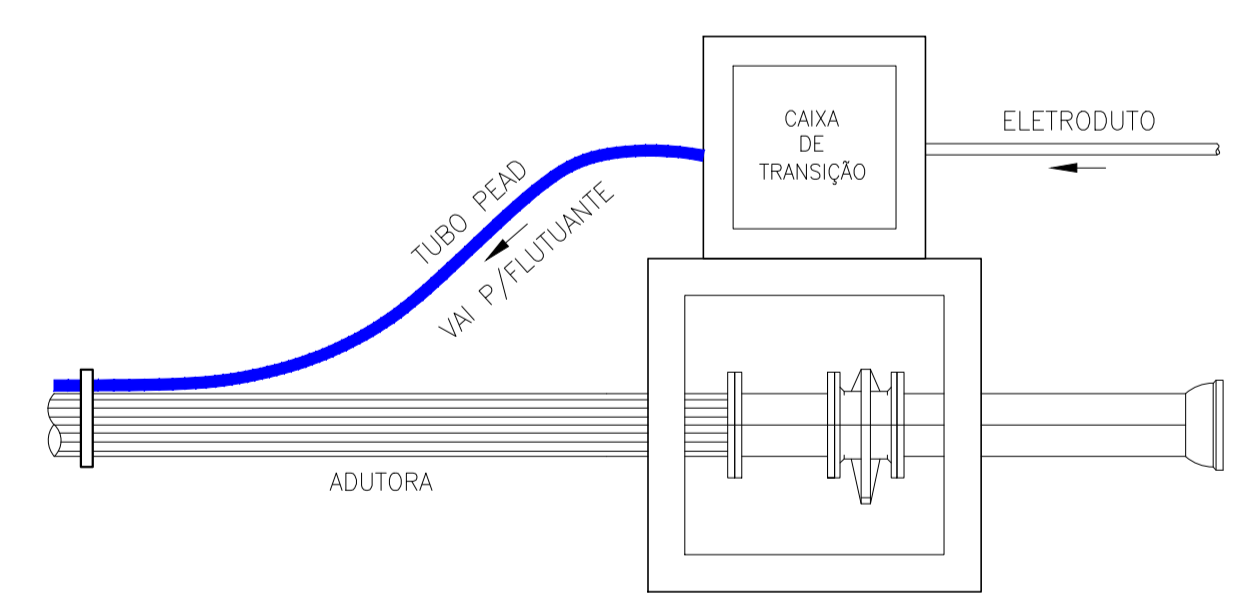 CAIXA
DE
TRANSIÇÃO
ELETRODUTO
TUBO PEAD
VAI P/FLUTUANTE
ADUTORA